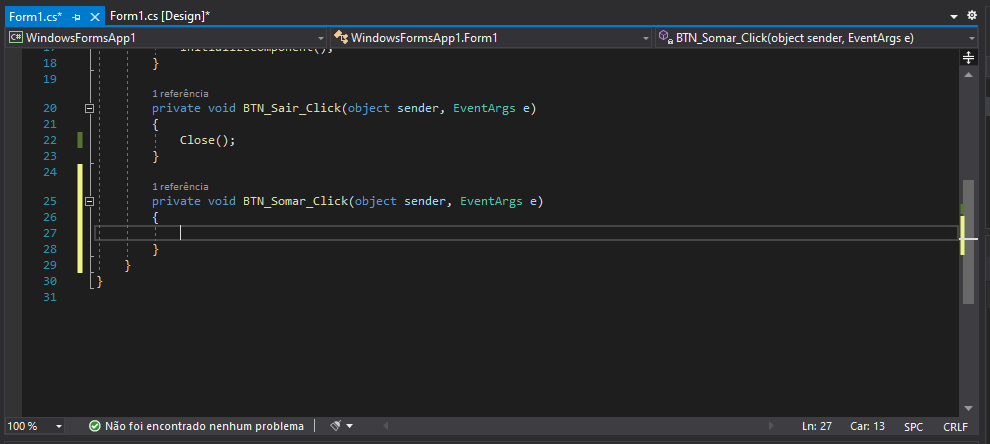 Form1.cs*
Form1.cs [Design]*
C# WindowsFormsApp1
WindowsFormsApp1.Form1
BTN_Somar_Click(object sender, EventArgs e)
17 InitializeComponent();
18 }
19
1 referência
20 private void BTN_Sair_Click(object sender, EventArgs e)
21 {
22 Close();
23 }
24
1 referência
25 private void BTN_Somar_Click(object sender, EventArgs e)
26 {
27
28 }
29 }
30 }
31
100 %
Não foi encontrado nenhum problema
Ln: 27
Car: 13
SPC
CRLF